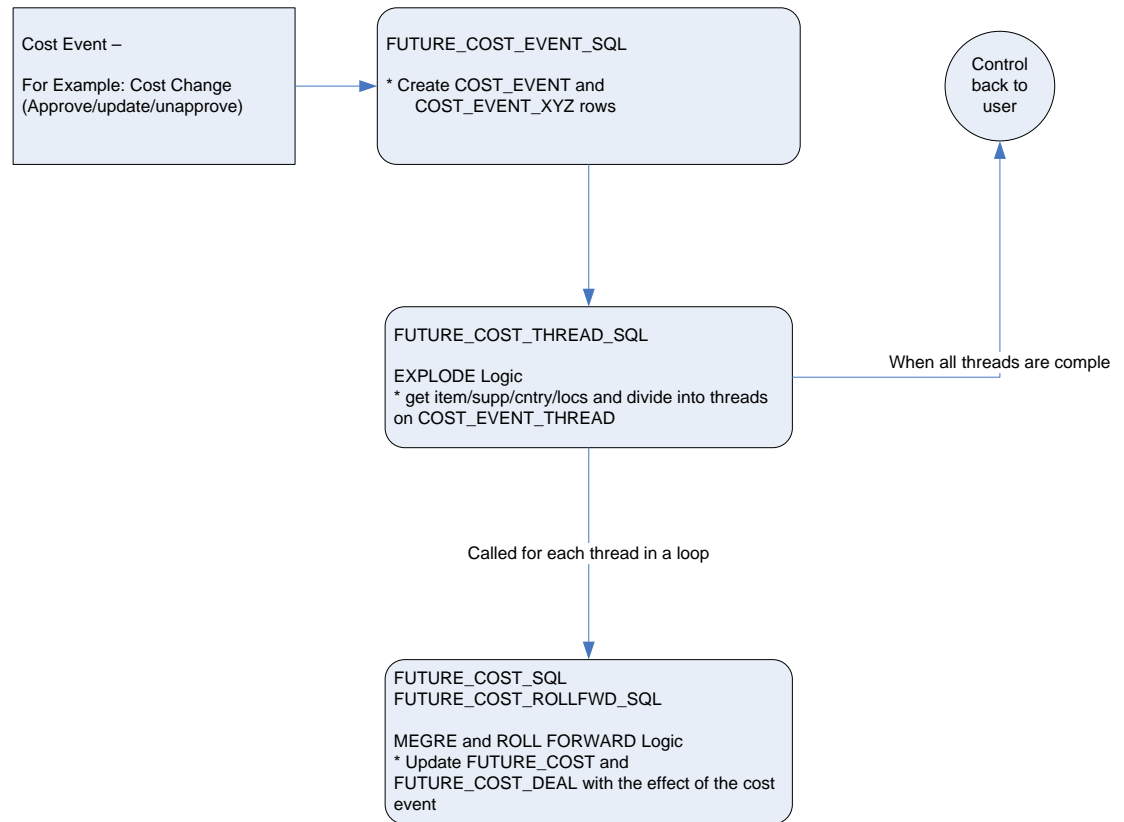 Cost Event –
For Example: Cost Change
(Approve/update/unapprove)
FUTURE_COST_EVENT_SQL
* Create COST_EVENT and
COST_EVENT_XYZ rows
Control
back to
user
FUTURE_COST_THREAD_SQL
EXPLODE Logic
* get item/supp/cntry/locs and divide into threads
on COST_EVENT_THREAD
When all threads are comple
Called for each thread in a loop
FUTURE_COST_SQL
FUTURE_COST_ROLLFWD_SQL
MEGRE and ROLL FORWARD Logic
* Update FUTURE_COST and
FUTURE_COST_DEAL with the effect of the cost
event